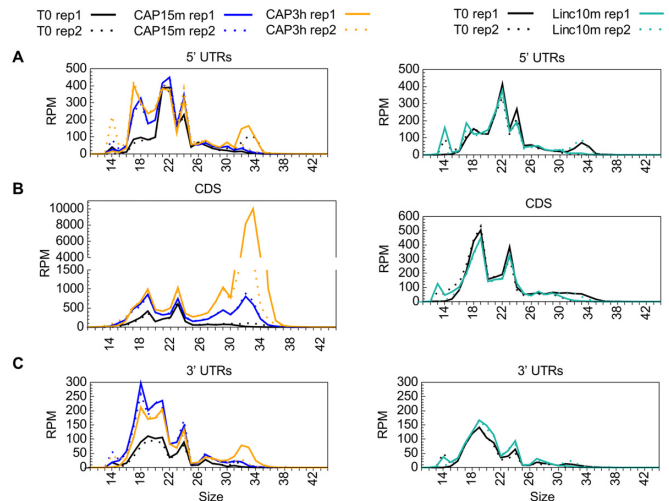 T0 rep1 CAP15m rep1 CAP3h rep1 T0 rep1 Linc10m rep1
T0 rep2 CAP15m rep2 CAP3h rep2 T0 rep2 Linc10m rep2
A
5' UTRs 5' UTRs
500 500
400 400
300 300
200 200
100 100
0 0
RPM RPM
14 18 22 26 30 34 38 42 14 18 22 26 30 34 38 42
B
CDS CDS
10000
8000
6000
4000
1500
1000
500
0
RPM
600
500
400
300
200
100
0
RPM
14 18 22 26 30 34 38 42 14 18 22 26 30 34 38 42
C
3' UTRs 3' UTRs
300 300
250 250
200 200
150 150
100 100
50 50
0 0
RPM RPM
14 18 22 26 30 34 38 42 14 18 22 26 30 34 38 42
Size Size